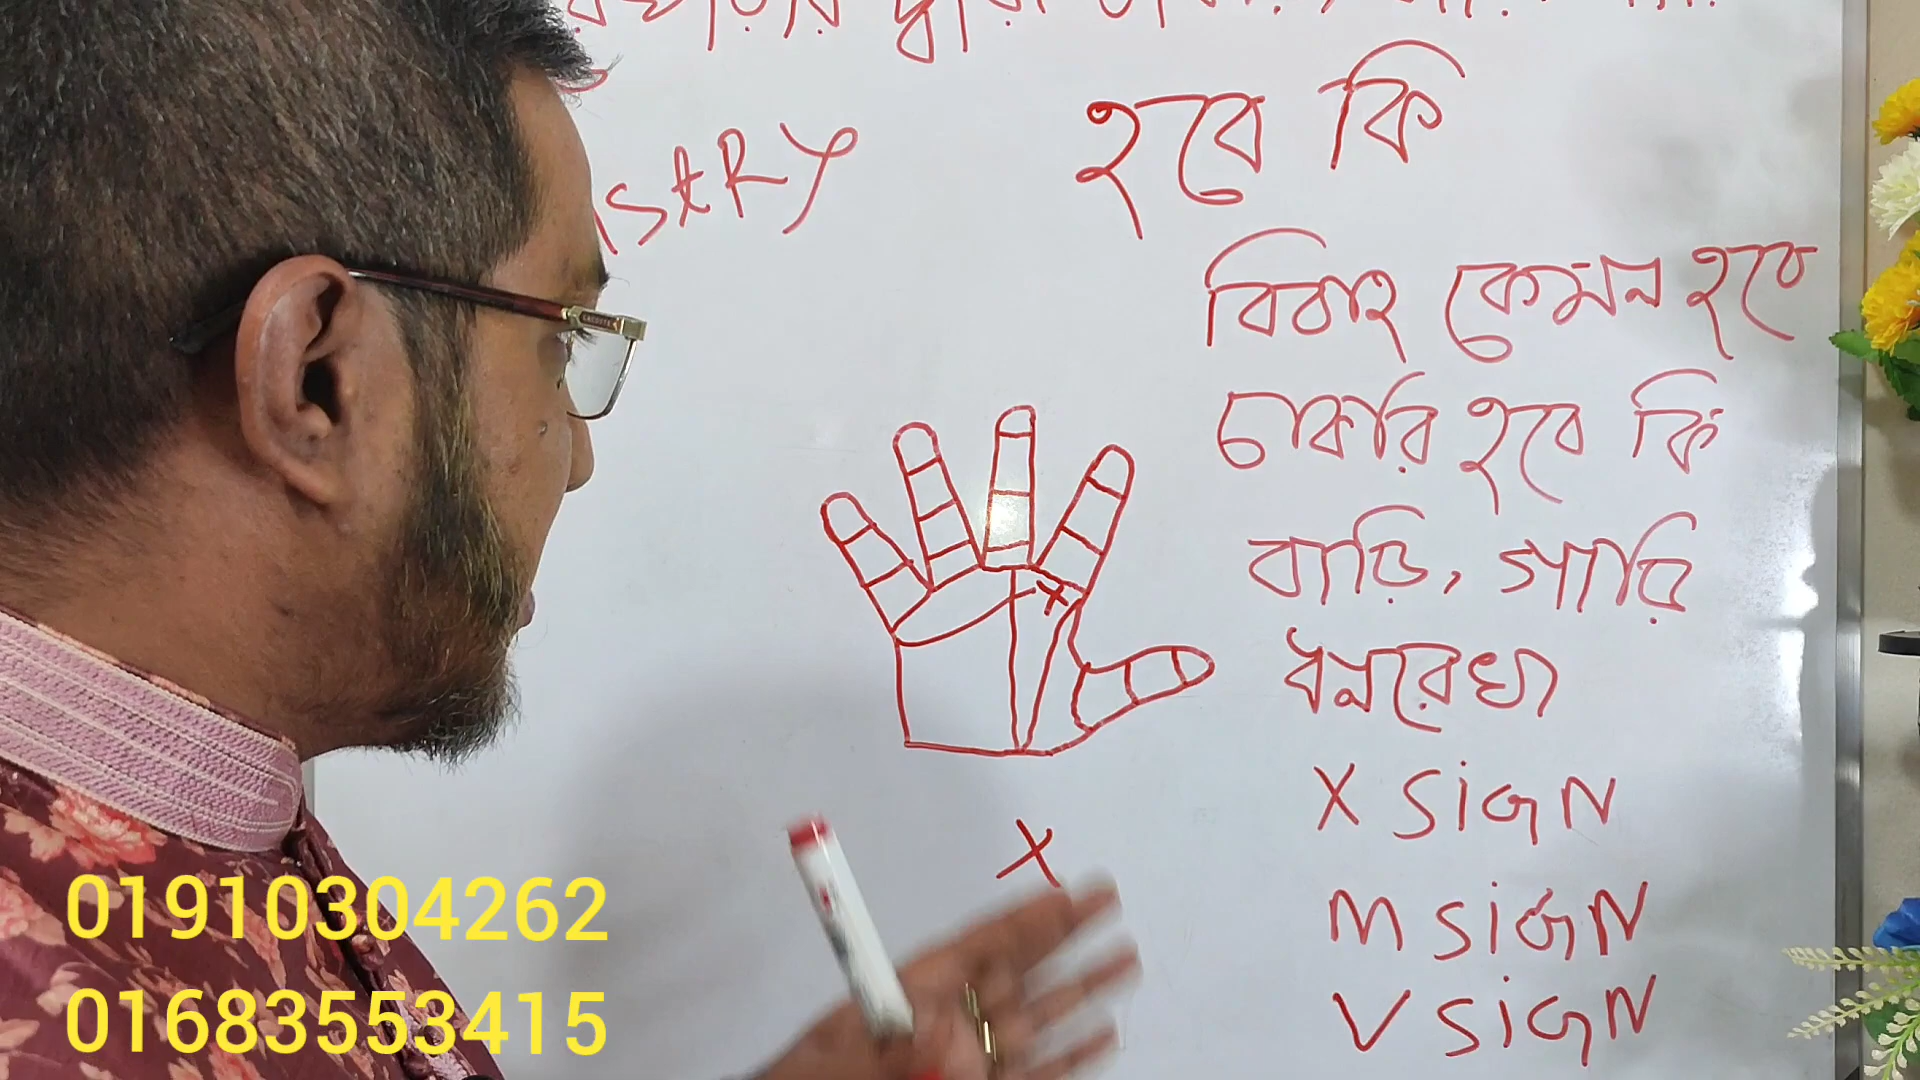 দ্বারা
হবে কি
ISTRY
বিবাহ কেমন হবে
চাকরি হবে কি
বাড়ি, গ্যারি
ধনরেখা
X SIGN
X
M SIGN
V SIGN
01910304262
01683553415